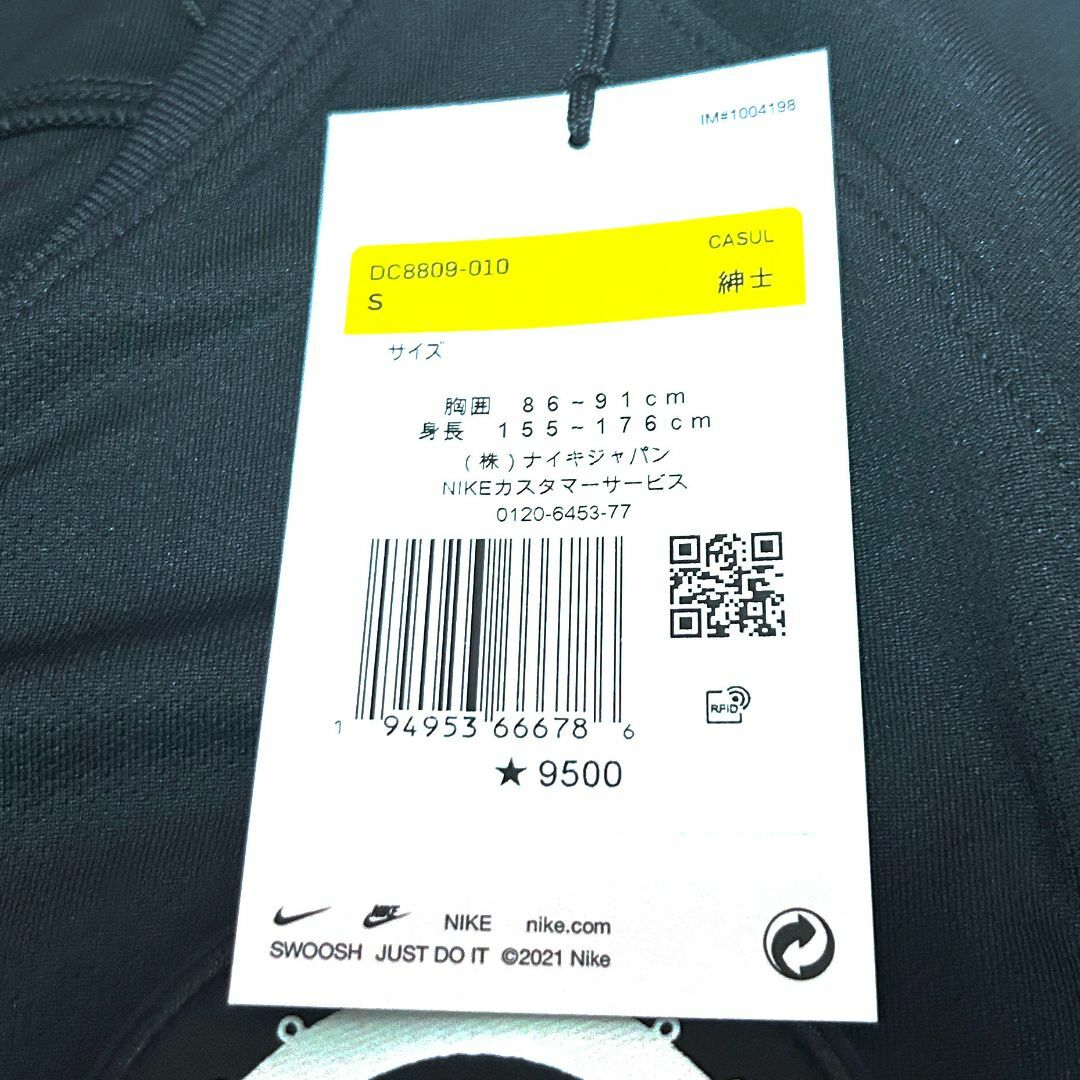 IM#1004198
DC8809-010 CASUL
S 紳士
サイズ
胸囲 86~91cm
身長 155~176cm
(株)ナイキジャパン
NIKEカスタマーサービス
0120-6453-77
RFID
1 94953 66678 6
★9500
NIKE NIKE nike.com
SWOOSH JUST DO IT ©2021 Nike